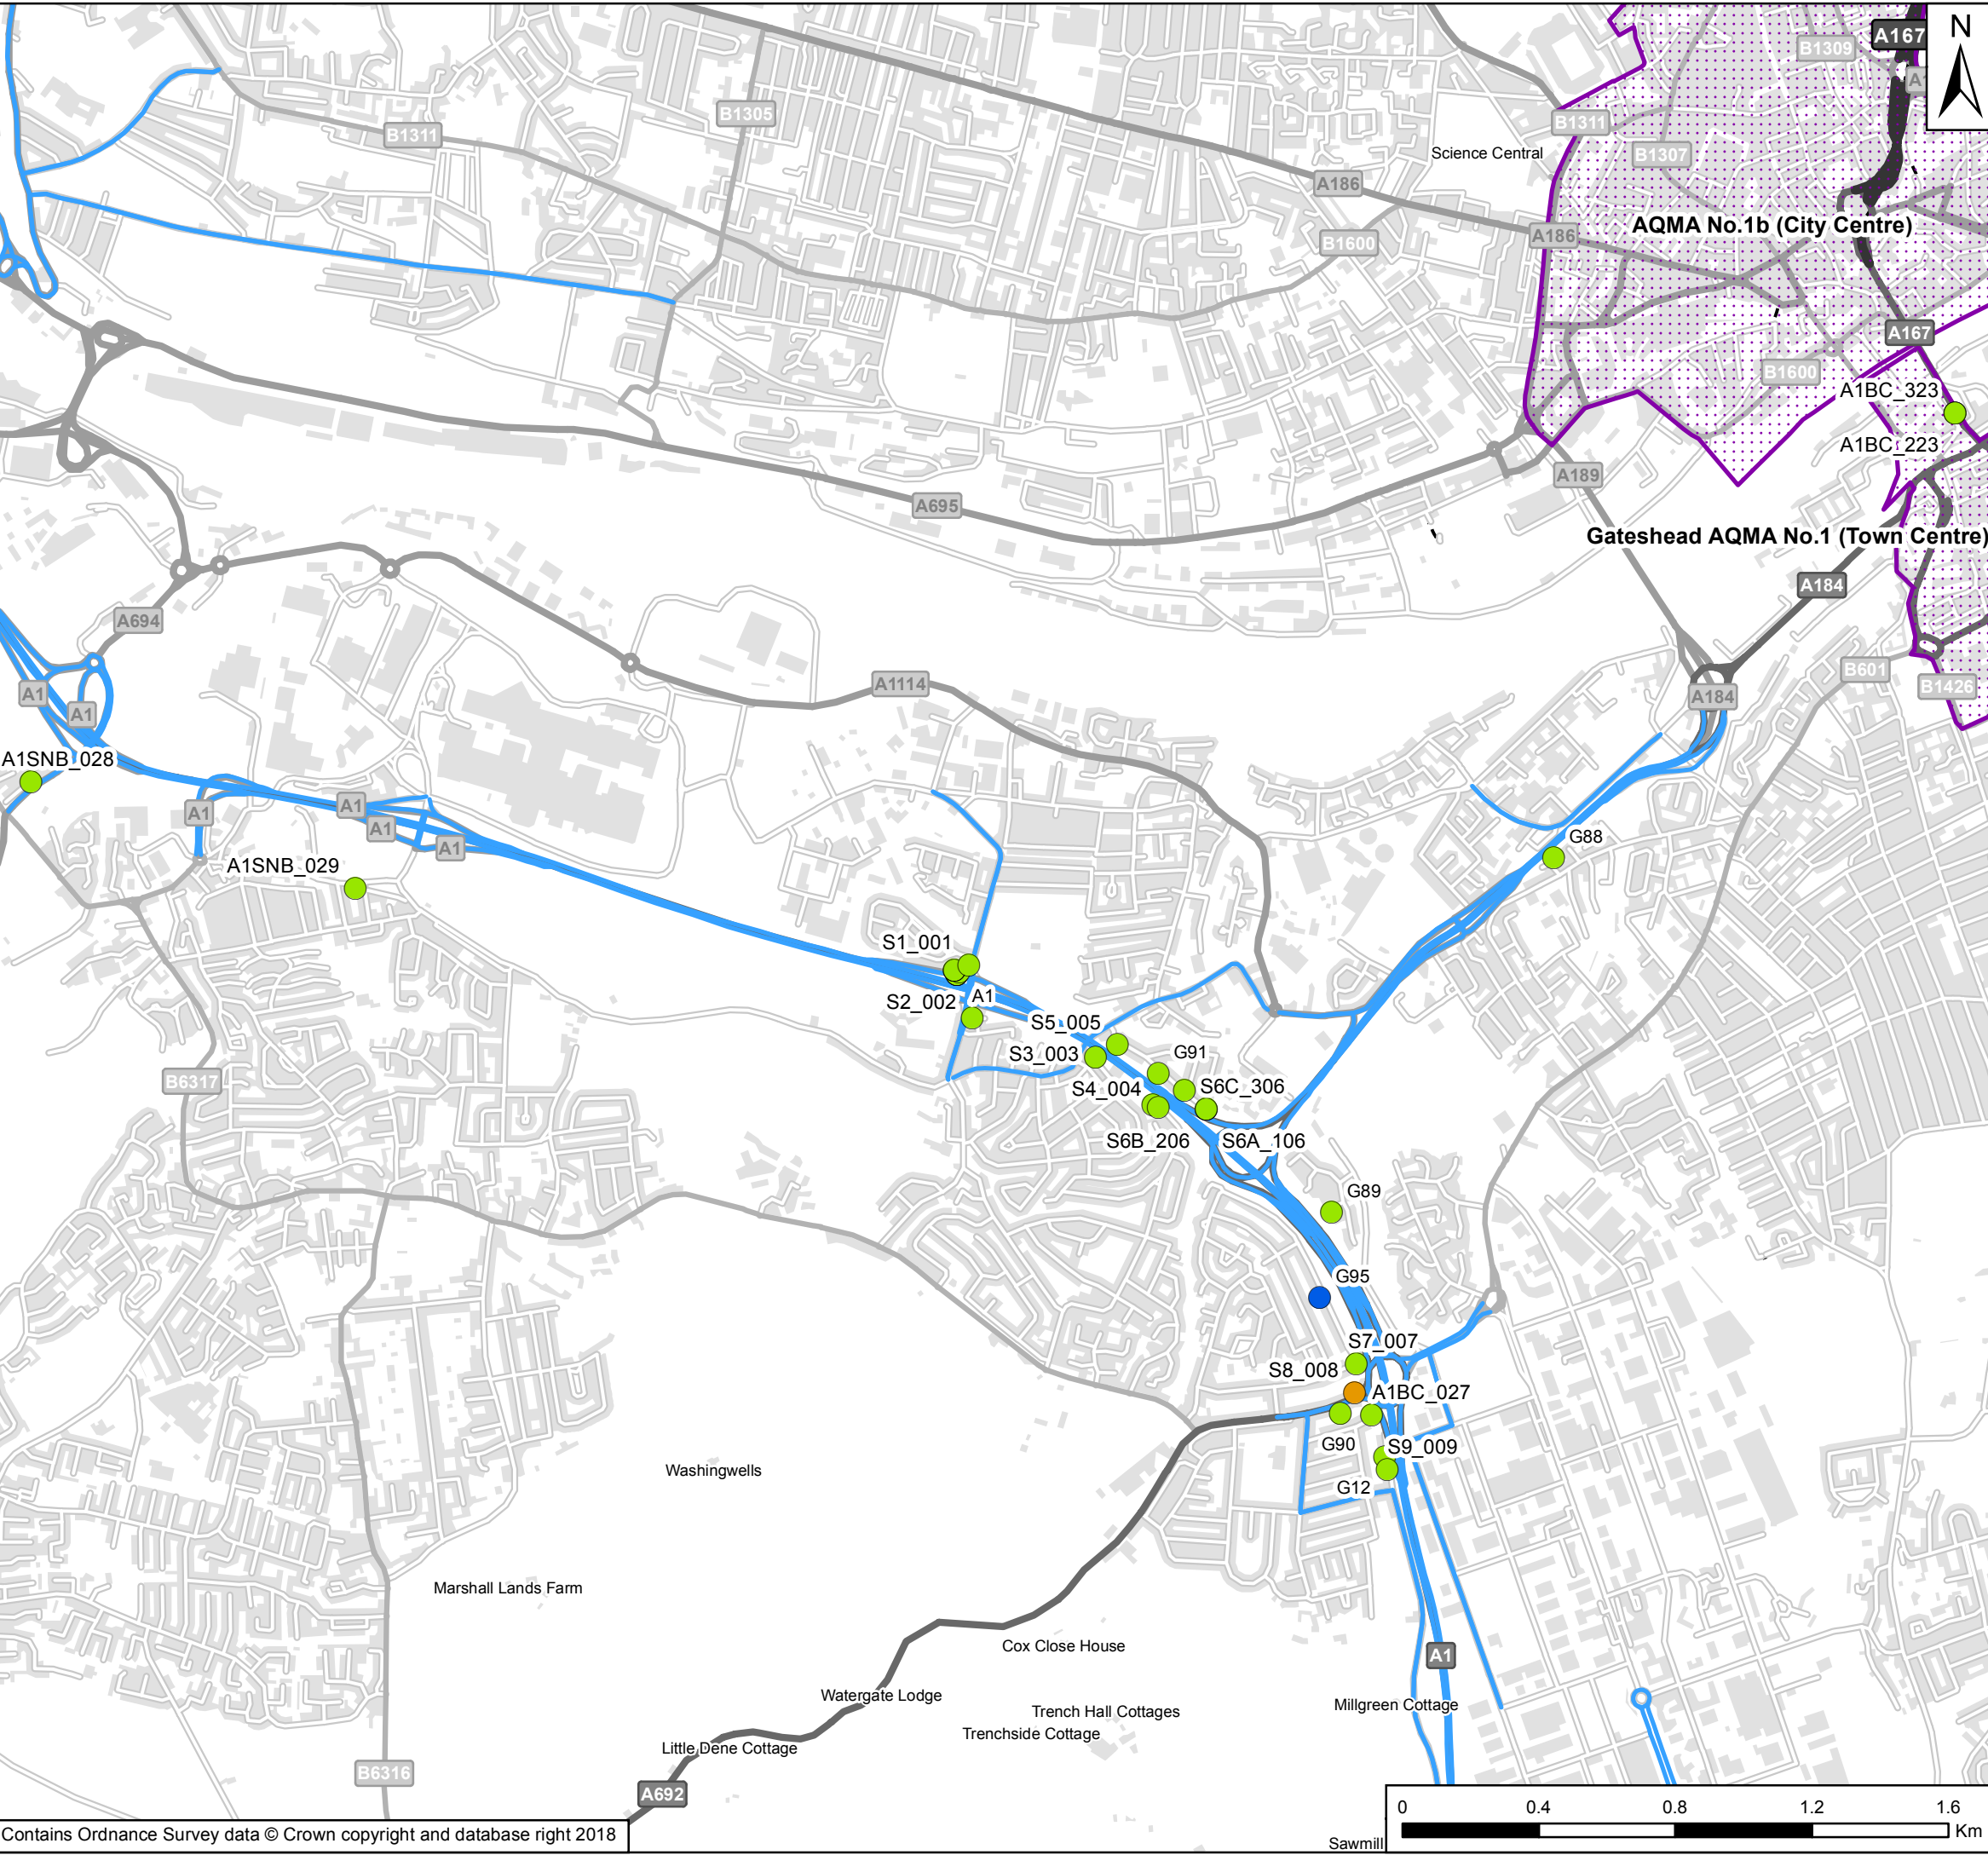 A167
N
B1309
A1
B1305
B1311
B1311
Science Central
B1307
A186
AQMA No.1b (City Centre)
A186
B1600
A167
B1600
A1BC_323
A1BC_223
A189
A695
Gateshead AQMA No.1 (Town Centre)
A184
A694
B601
A1114
B1426
A1
A184
A1
A1SNB_028
A1
A1
A1
G88
A1
A1SNB_029
S1_001
A1
S2_002
S5_005
S3_003
G91
B6317
S4_004
S6C_306
S6B_206
S6A_106
G89
G95
S7_007
S8_008
A1BC_027
G90
S9_009
Washingwells
G12
Marshall Lands Farm
Cox Close House
A1
Watergate Lodge
Millgreen Cottage
Trench Hall Cottages
Trenchside Cottage
Little Dene Cottage
B6316
A692
0 0.4 0.8 1.2 1.6
Km
Contains Ordnance Survey data © Crown copyright and database right 2018
Sawmill